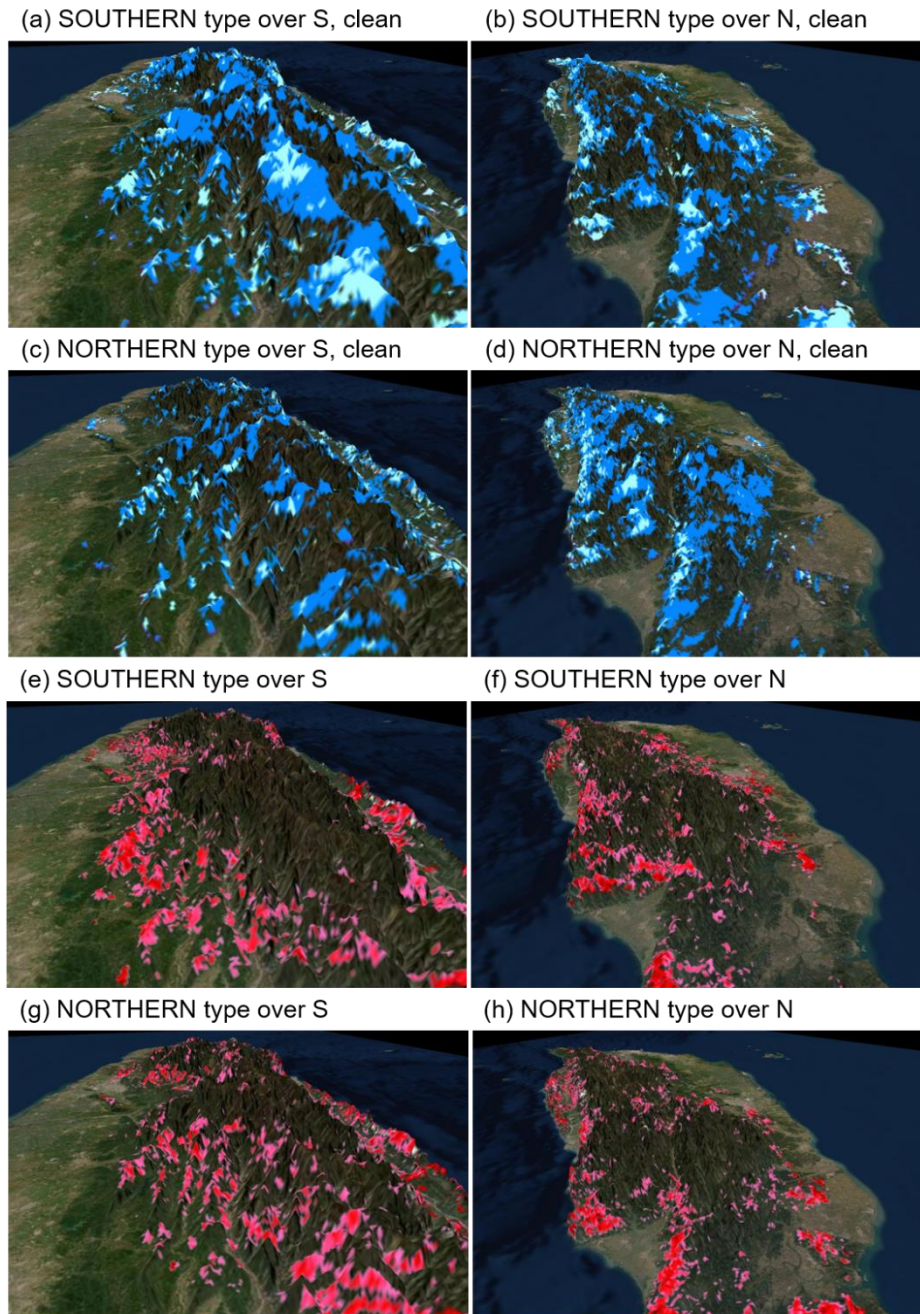 (a) SOUTHERN type over S, clean
(b) SOUTHERN type over N, clean
(c) NORTHERN type over S, clean
(d) NORTHERN type over N, clean
(e) SOUTHERN type over S
(f) SOUTHERN type over N
(g) NORTHERN type over S
(h) NORTHERN type over N